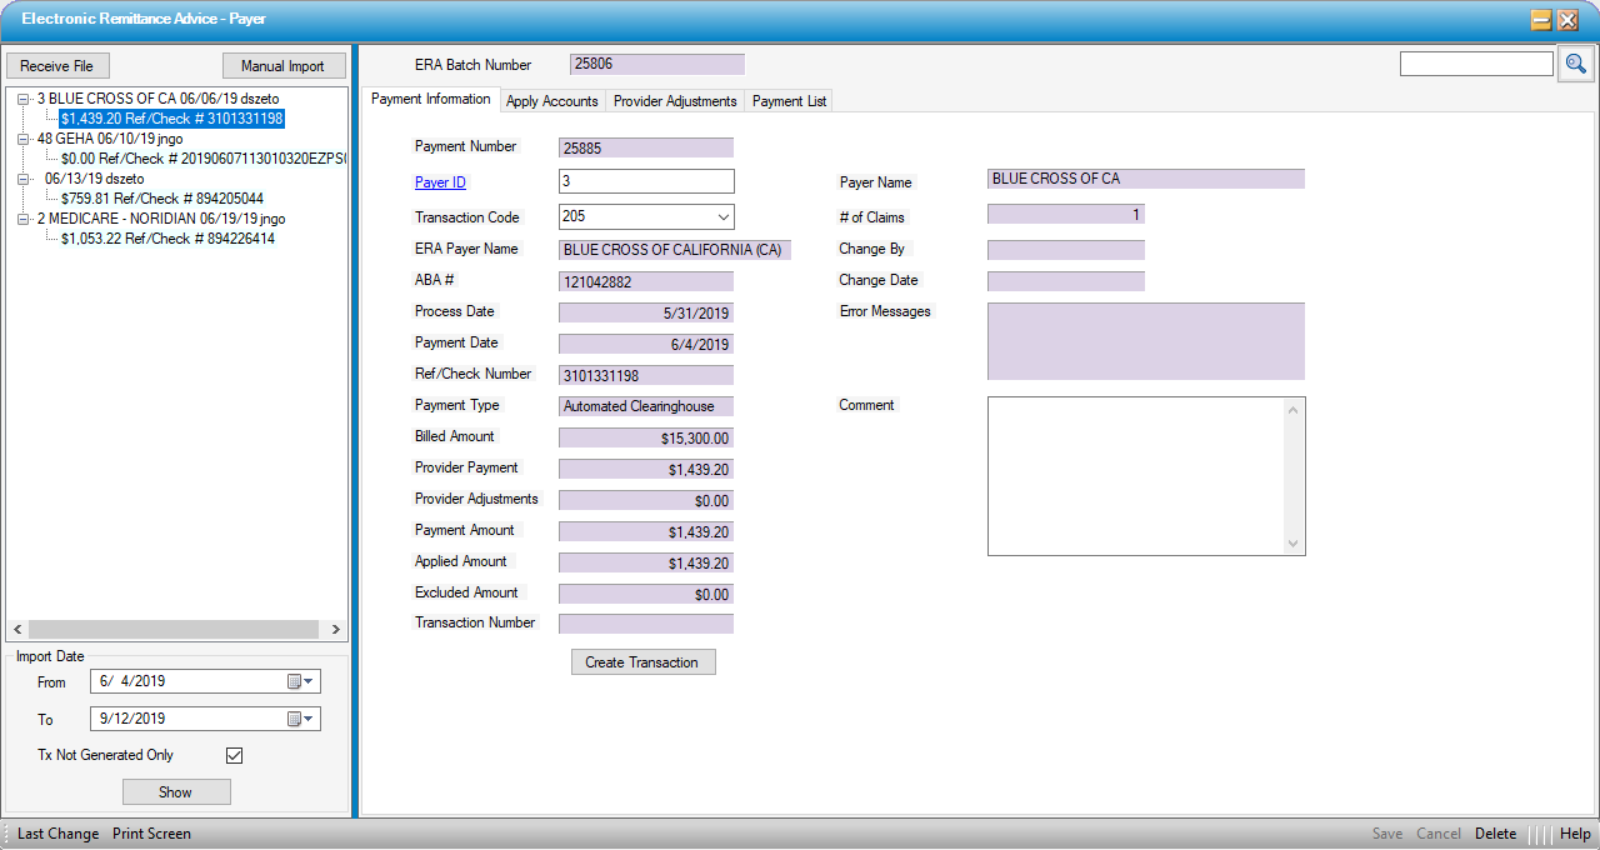 Electronic Remittance Advice - Payer
Receive File
Manual Import
3 BLUE CROSS OF CA 06/06/19 dszeto
$1,439.20 Ref/Check # 3101331198
48 GEHA 06/10/19 jngo
$0.00 Ref/Check # 20190607113010320EZPS
06/13/19 dszeto
$759.81 Ref/Check # 894205044
2 MEDICARE - NORIDIAN 06/19/19 jngo
$1,053.22 Ref/Check # 894226414
Import Date
From 6/ 4/2019
To 9/12/2019
Tx Not Generated Only
Show
ERA Batch Number 25806
Payment Information Apply Accounts Provider Adjustments Payment List
Payment Number 25885
Payer ID 3
Transaction Code 205
ERA Payer Name BLUE CROSS OF CALIFORNIA (CA)
ABA # 121042882
Process Date 5/31/2019
Payment Date 6/4/2019
Ref/Check Number 3101331198
Payment Type Automated Clearinghouse
Billed Amount $15,300.00
Provider Payment $1,439.20
Provider Adjustments $0.00
Payment Amount $1,439.20
Applied Amount $1,439.20
Excluded Amount $0.00
Transaction Number
Create Transaction
Payer Name BLUE CROSS OF CA
# of Claims 1
Change By
Change Date
Error Messages
Comment
Last Change Print Screen
Save Cancel Delete Help